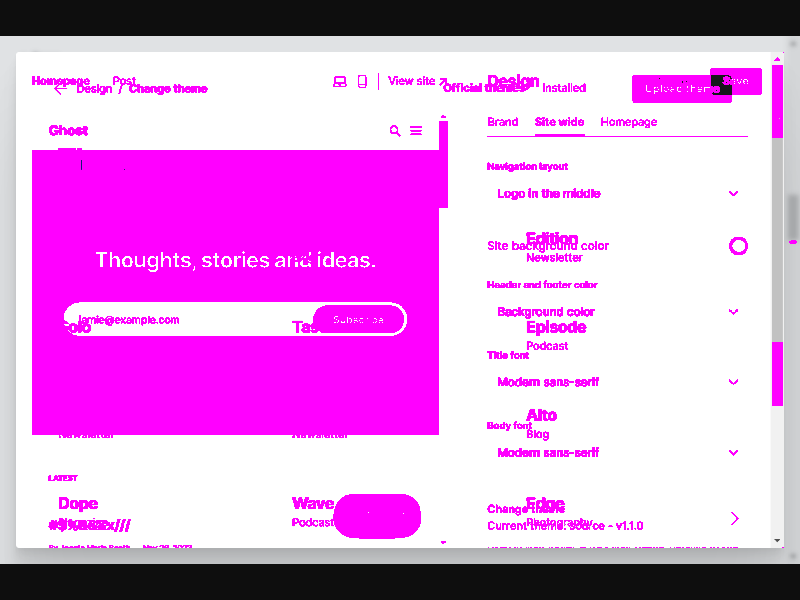 Homepage Post View site Design
Design / Change theme Official themes Installed Upload theme Save
Brand Site wide Homepage
Ghost
Navigation layout
Logo in the middle
Edition
Site background color
Newsletter
Thoughts, stories and ideas.
Header and footer color
Background color
jamie@example.com Subscribe
Episode
Podcast
Title font
Modern sans-serif
Alto
Body font
Blog
Newsletter Newsletter
Modern sans-serif
LATEST
Dope Wave Edge
Change theme
Podcast Photography
Current theme: source - v1.1.0